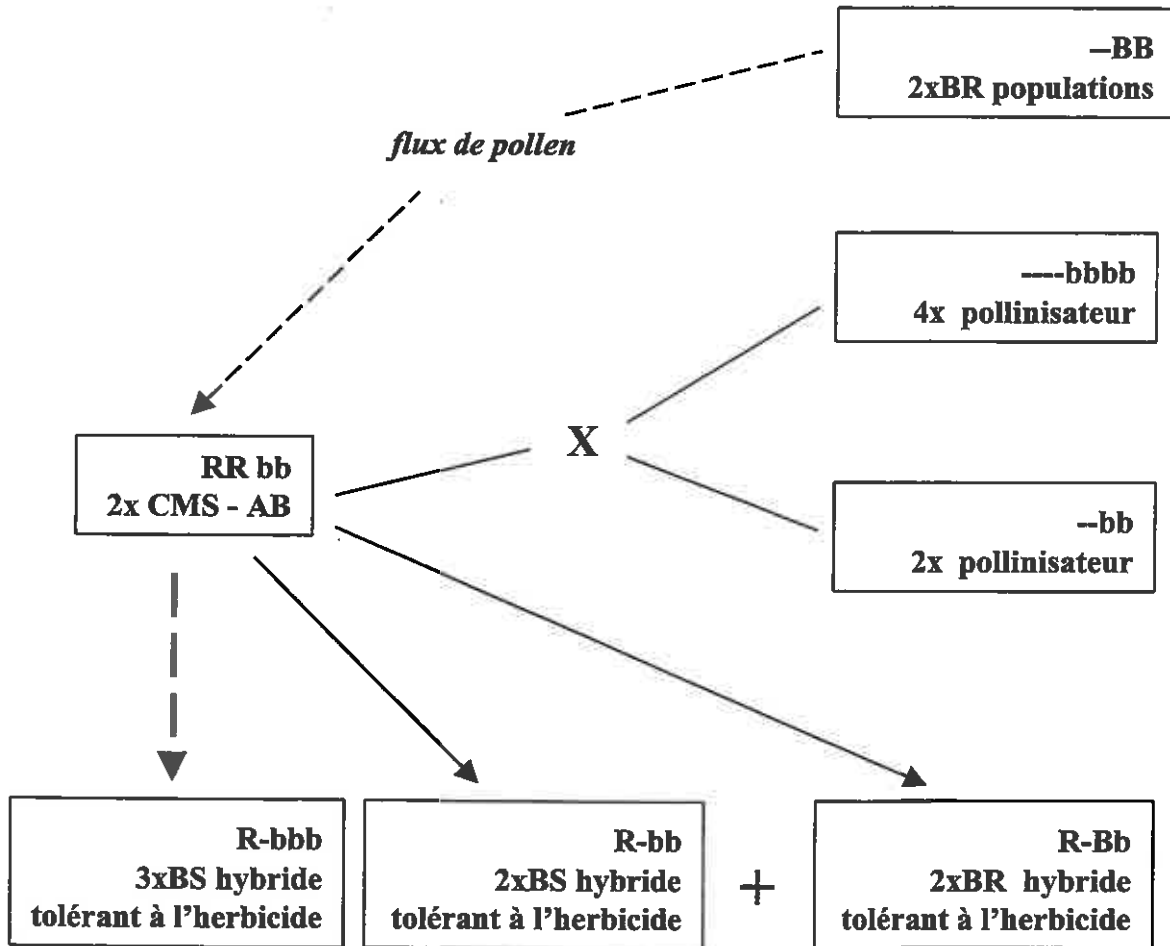 --BB
2xBR populations
flux de pollen
----bbbb
4x pollinisateur
X
RR bb
2x CMS - AB
--bb
2x pollinisateur
R-bbb
3xBS hybride
tolérant à l'herbicide
R-bb
2xBS hybride
tolérant à l'herbicide
+
R-Bb
2xBR hybride
tolérant à l'herbicide